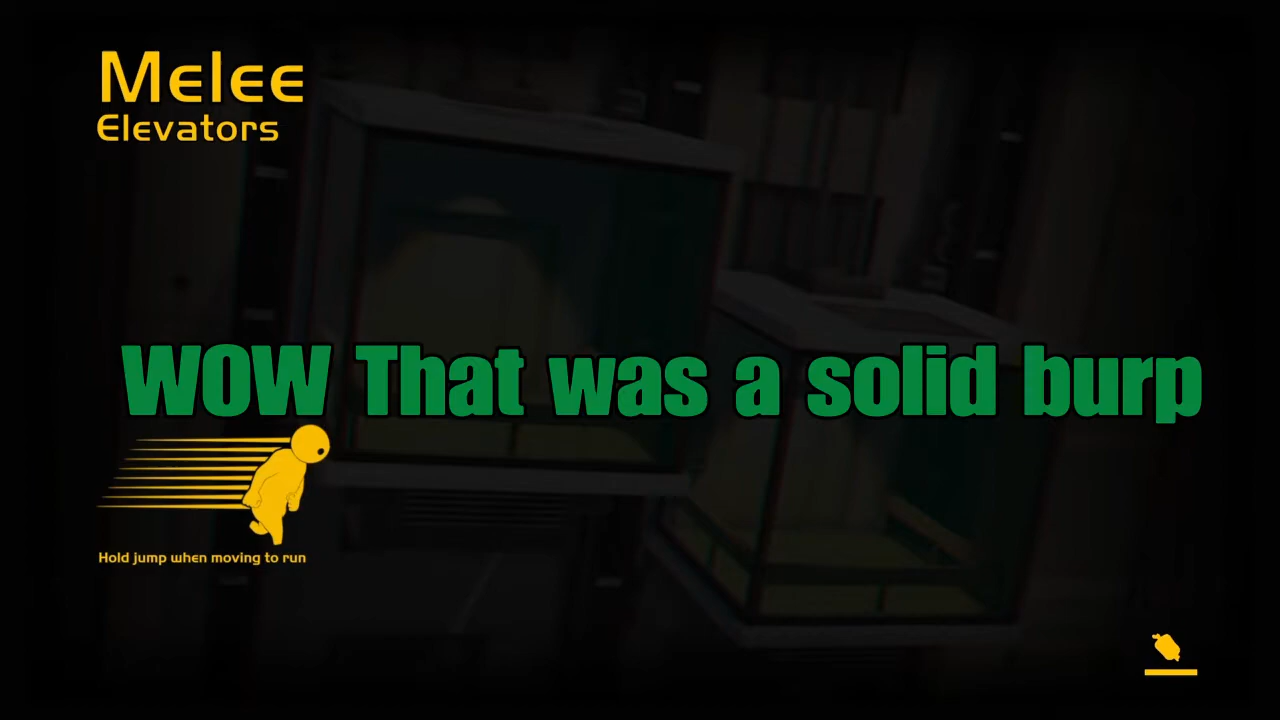 Melee
Elevators
WOW That was a solid burp
Hold jump when moving to run